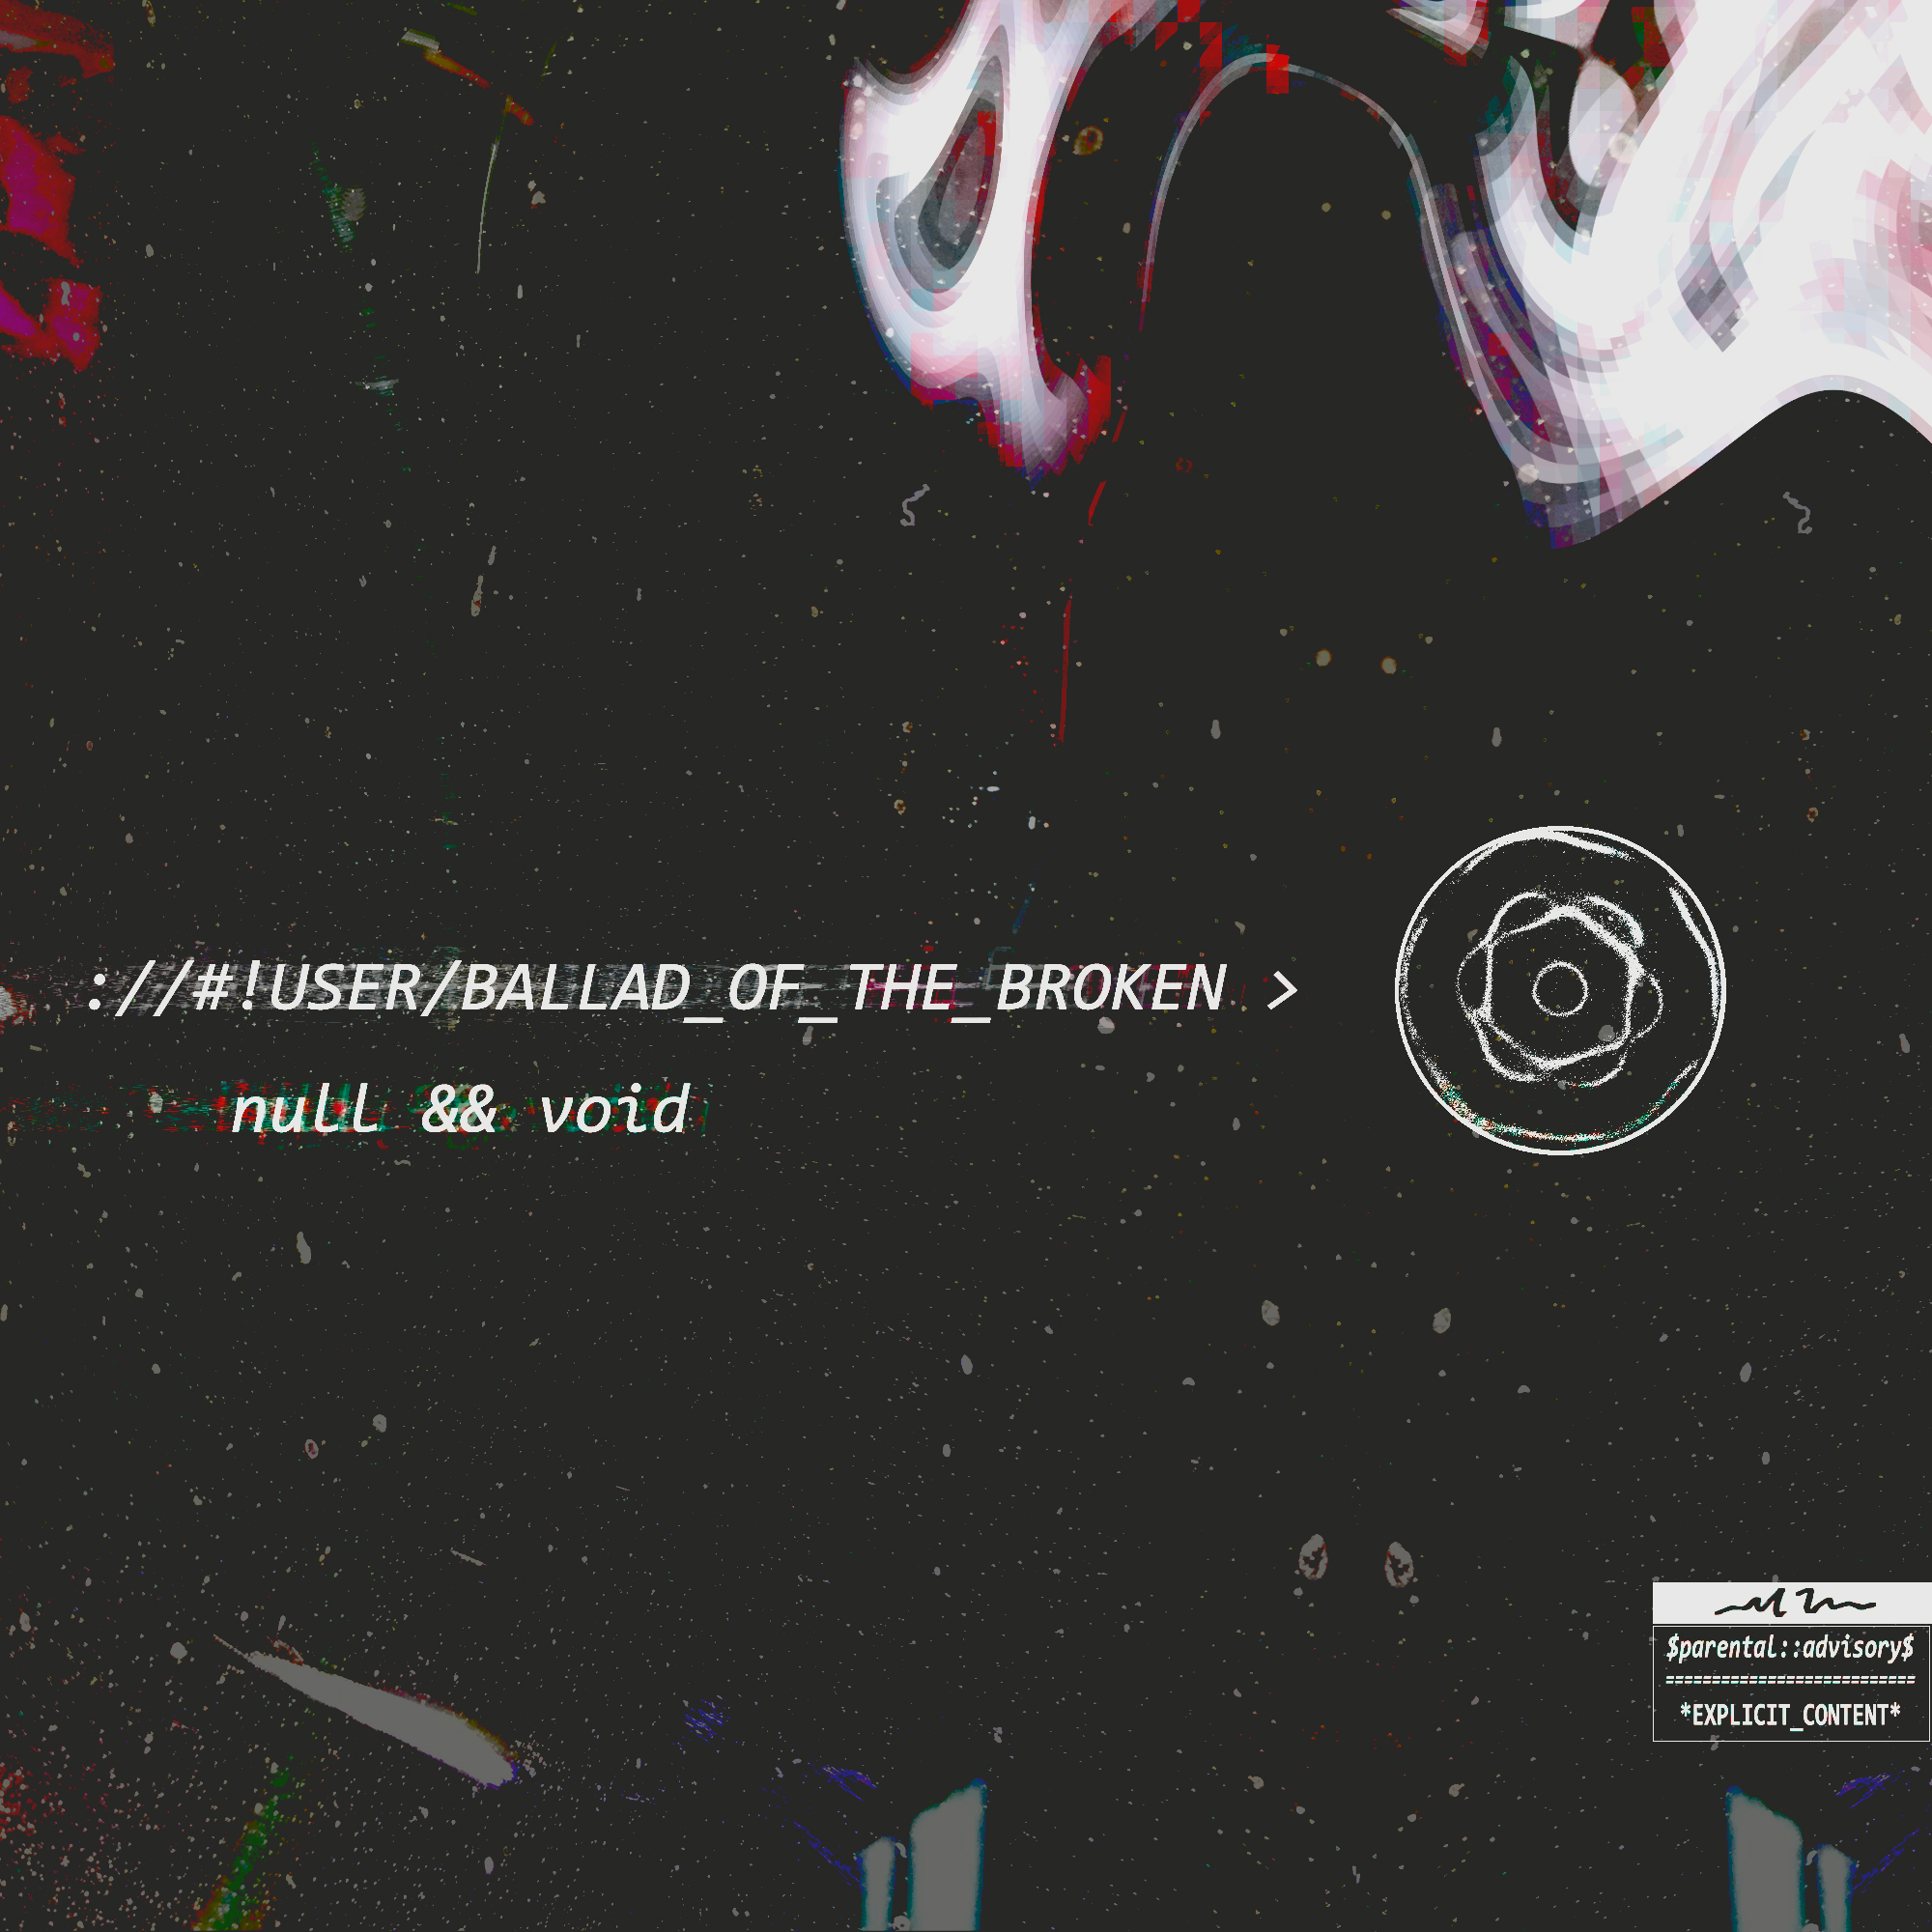 ://#!USER/BALLAD_OF_THE_BROKEN >
null && void
$parental::advisory$
==========================
*EXPLICIT_CONTENT*